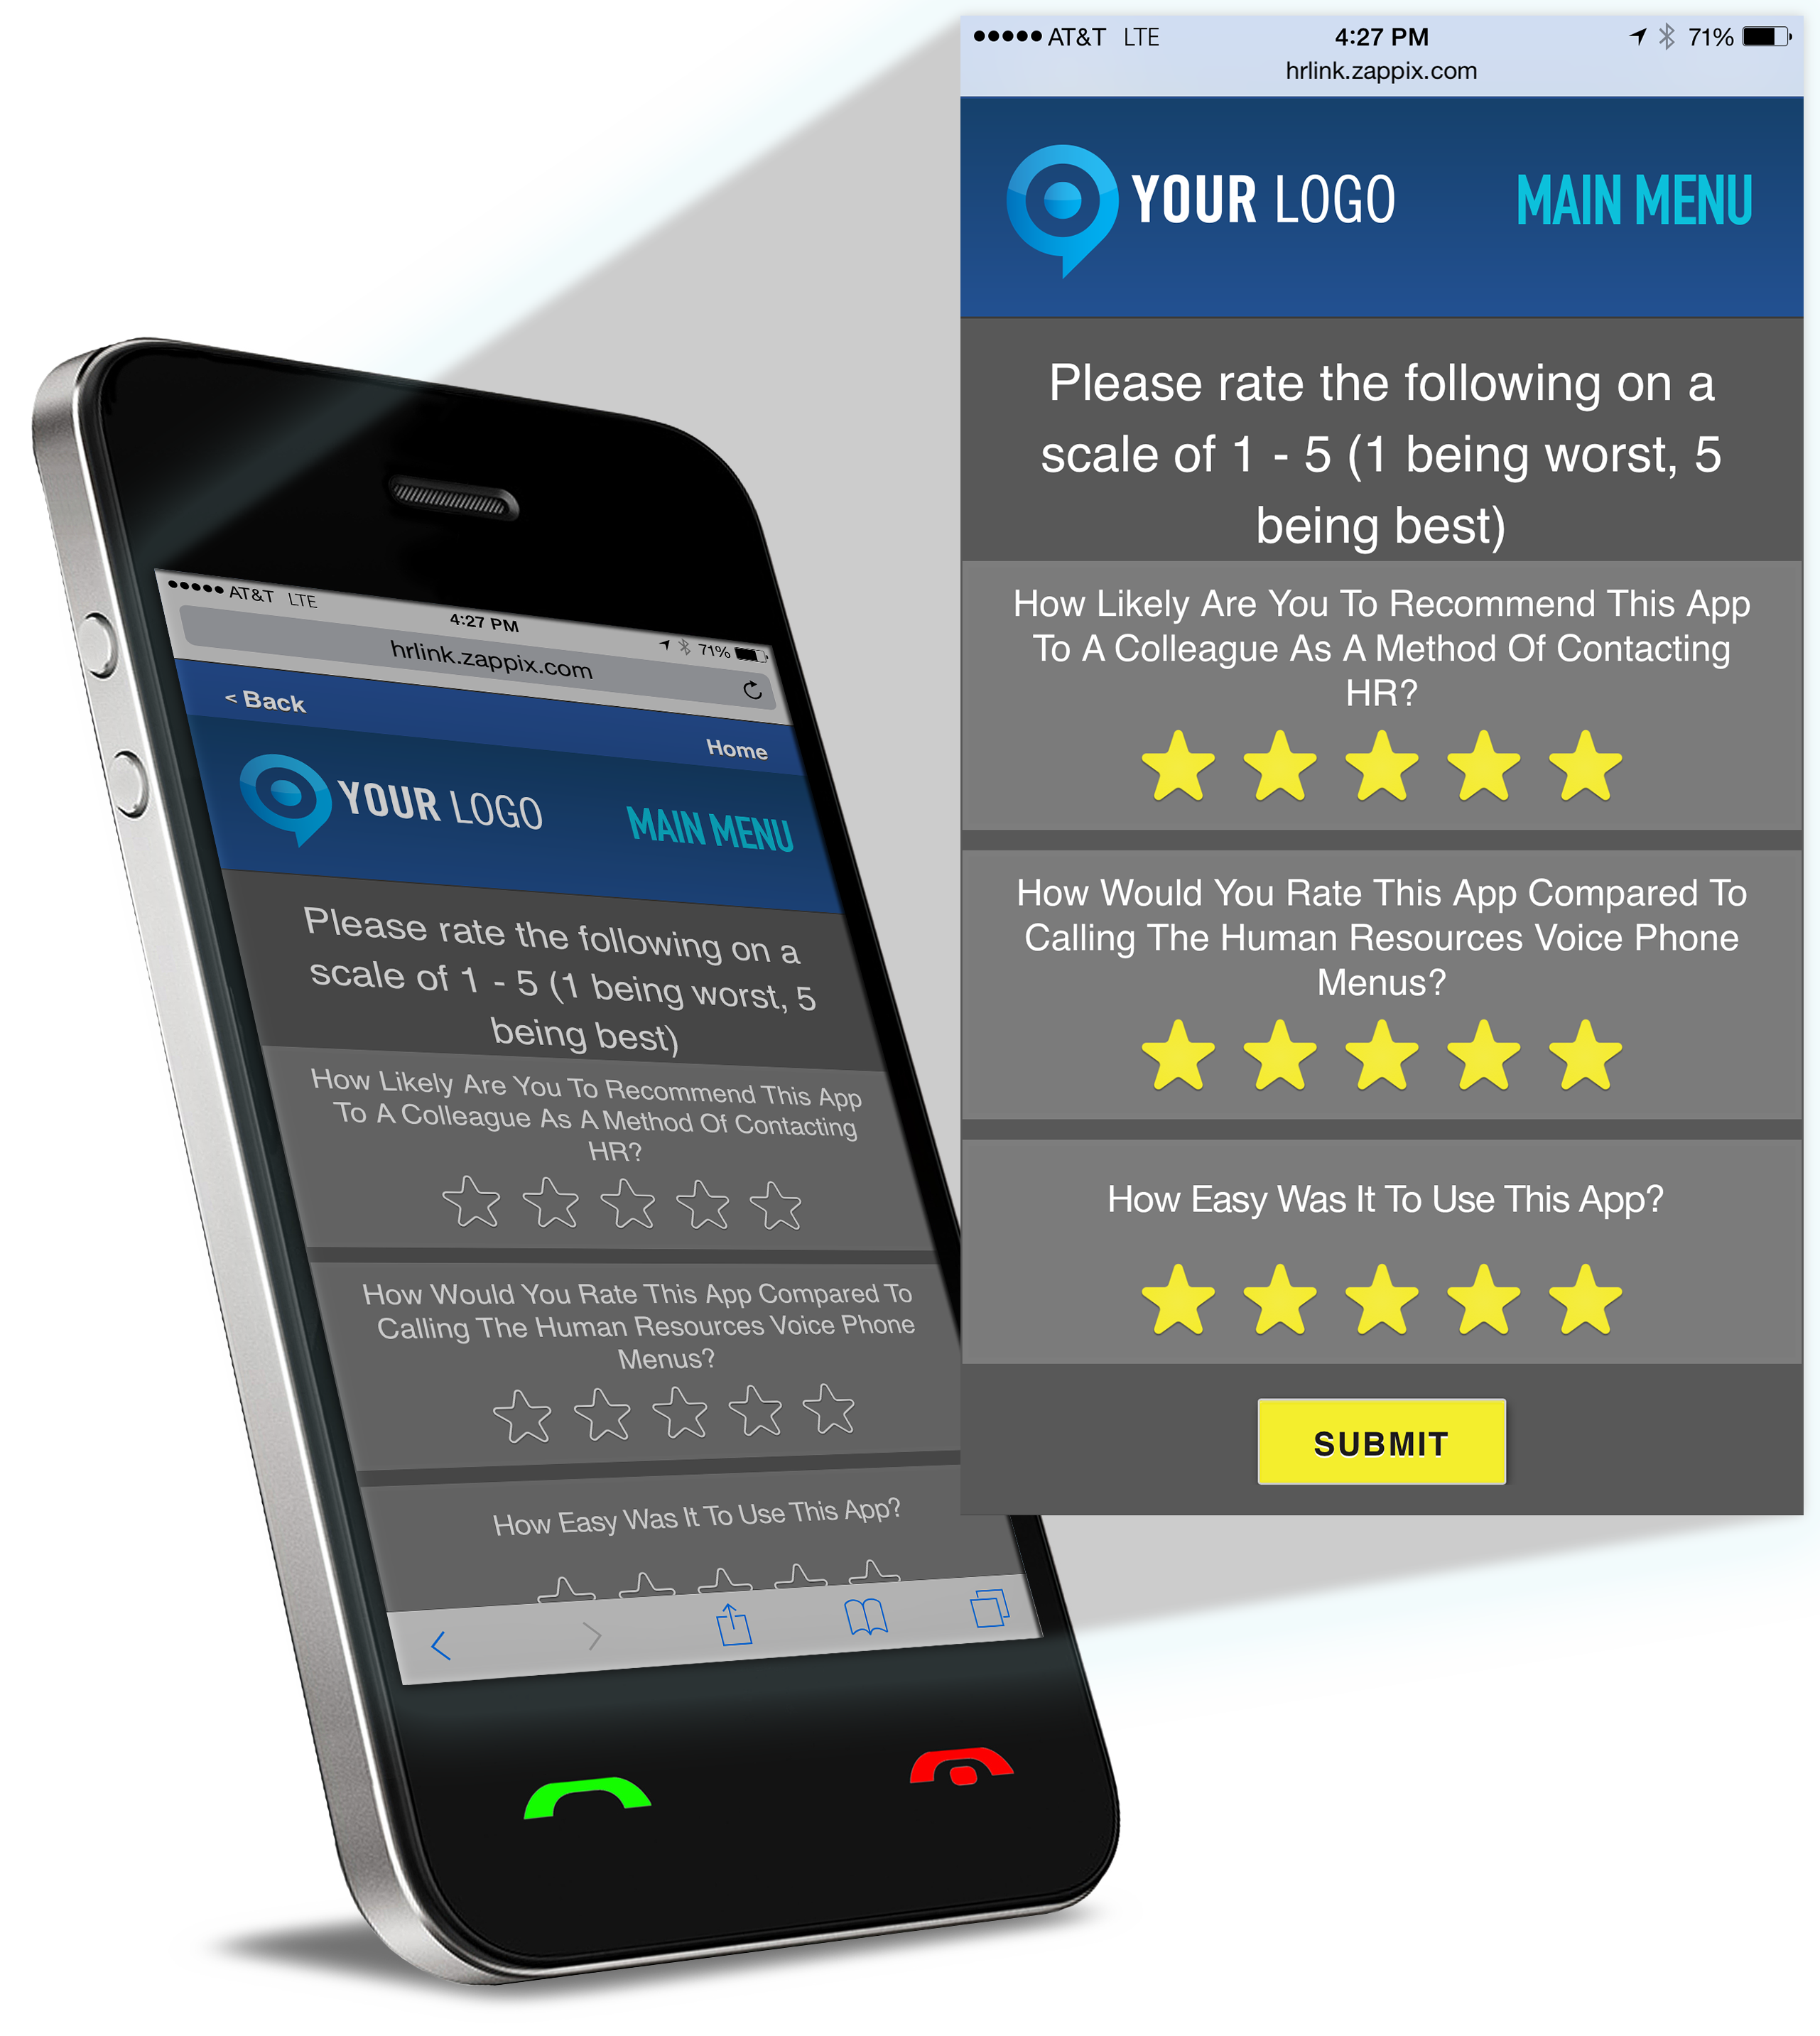 AT&T LTE 4:27 PM 71%
hrlink.zappix.com
YOUR LOGO MAIN MENU
Please rate the following on a
scale of 1 - 5 (1 being worst, 5
being best)
How Likely Are You To Recommend This App
To A Colleague As A Method Of Contacting
HR?
How Would You Rate This App Compared To
Calling The Human Resources Voice Phone
Menus?
How Easy Was It To Use This App?
SUBMIT
AT&T LTE 4:27 PM 71%
hrlink.zappix.com
< Back Home
YOUR LOGO MAIN MENU
Please rate the following on a
scale of 1 - 5 (1 being worst, 5
being best)
How Likely Are You To Recommend This App
To A Colleague As A Method Of Contacting
HR?
How Would You Rate This App Compared To
Calling The Human Resources Voice Phone
Menus?
How Easy Was It To Use This App?